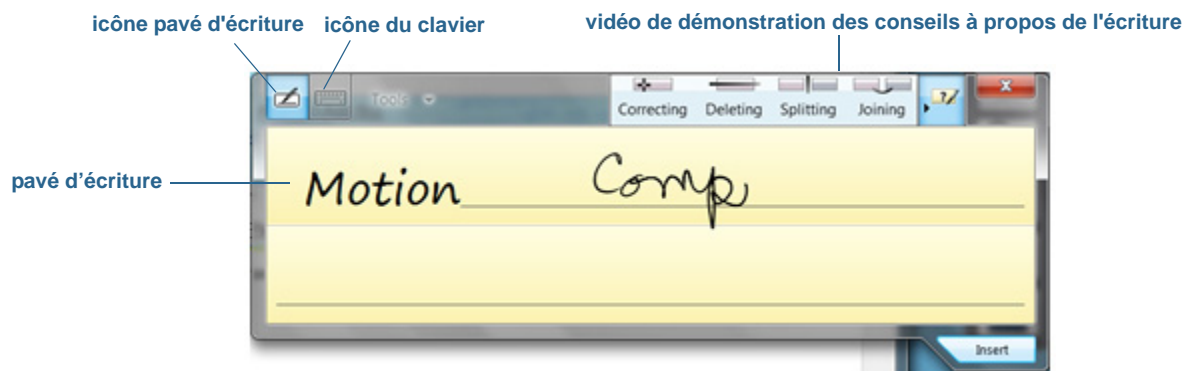 icône pavé d'écriture icône du clavier vidéo de démonstration des conseils à propos de l'écriture
Tools
Correcting Deleting Splitting Joining
pavé d’écriture
Motion Comp
Insert